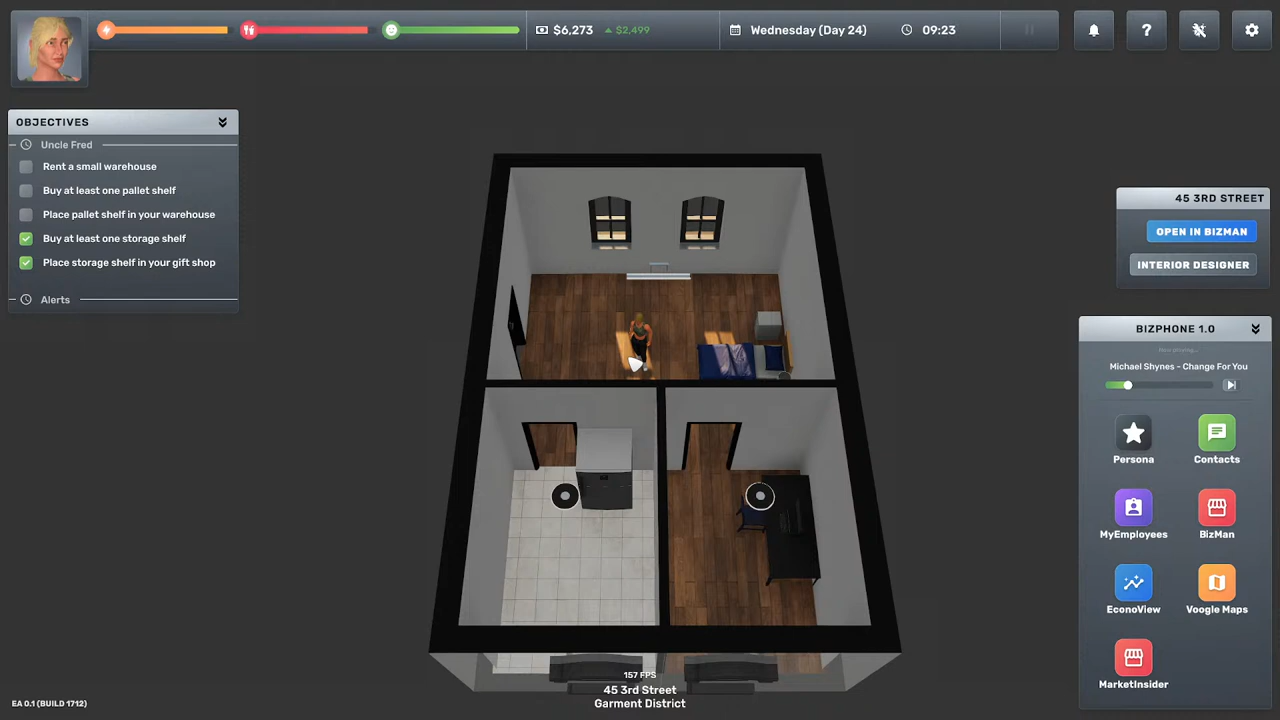 $6,273
$2,499
Wednesday (Day 24)
09:23
OBJECTIVES
Uncle Fred
Rent a small warehouse
Buy at least one pallet shelf
Place pallet shelf in your warehouse
Buy at least one storage shelf
Place storage shelf in your gift shop
Alerts
45 3RD STREET
OPEN IN BIZMAN
INTERIOR DESIGNER
BIZPHONE 1.0
Now playing...
Michael Shynes - Change For You
Persona
Contacts
MyEmployees
BizMan
EconoView
Voogle Maps
MarketInsider
157 FPS
45 3rd Street
Garment District
EA 0.1 (BUILD 1712)